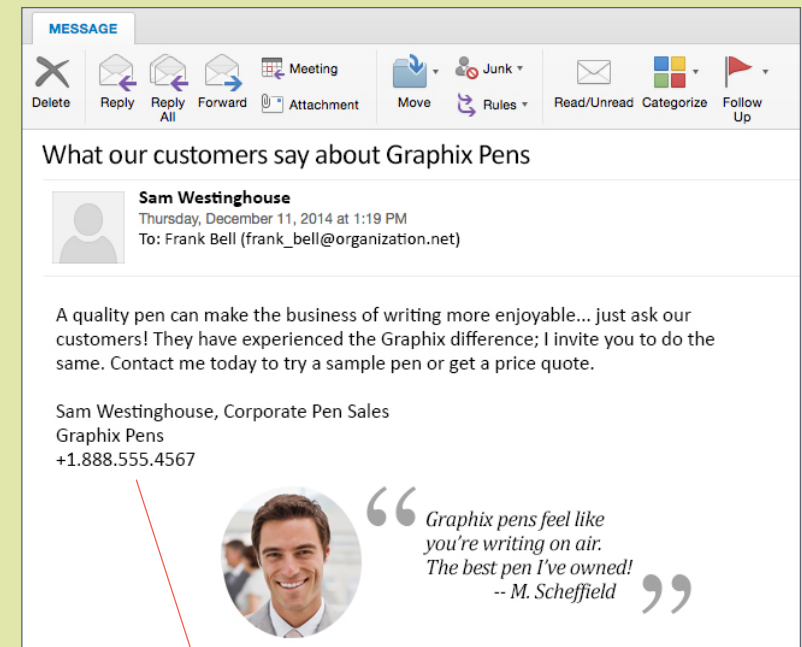 MESSAGE
Delete
Reply
Reply All
Forward
Meeting
Attachment
Move
Junk
Rules
Read/Unread
Categorize
Follow Up
What our customers say about Graphix Pens
Sam Westinghouse
Thursday, December 11, 2014 at 1:19 PM
To: Frank Bell (frank_bell@organization.net)
A quality pen can make the business of writing more enjoyable... just ask our
customers! They have experienced the Graphix difference; I invite you to do the
same. Contact me today to try a sample pen or get a price quote.
Sam Westinghouse, Corporate Pen Sales
Graphix Pens
+1.888.555.4567
“ Graphix pens feel like
you're writing on air.
The best pen I've owned!
-- M. Scheffield ”